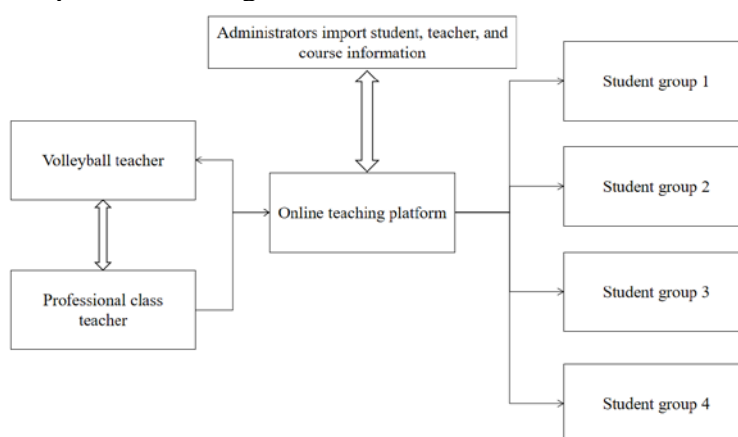 Administrators import student, teacher, and
course information
Student group 1
Volleyball teacher
Student group 2
Online teaching platform
Professional class
teacher
Student group 3
Student group 4